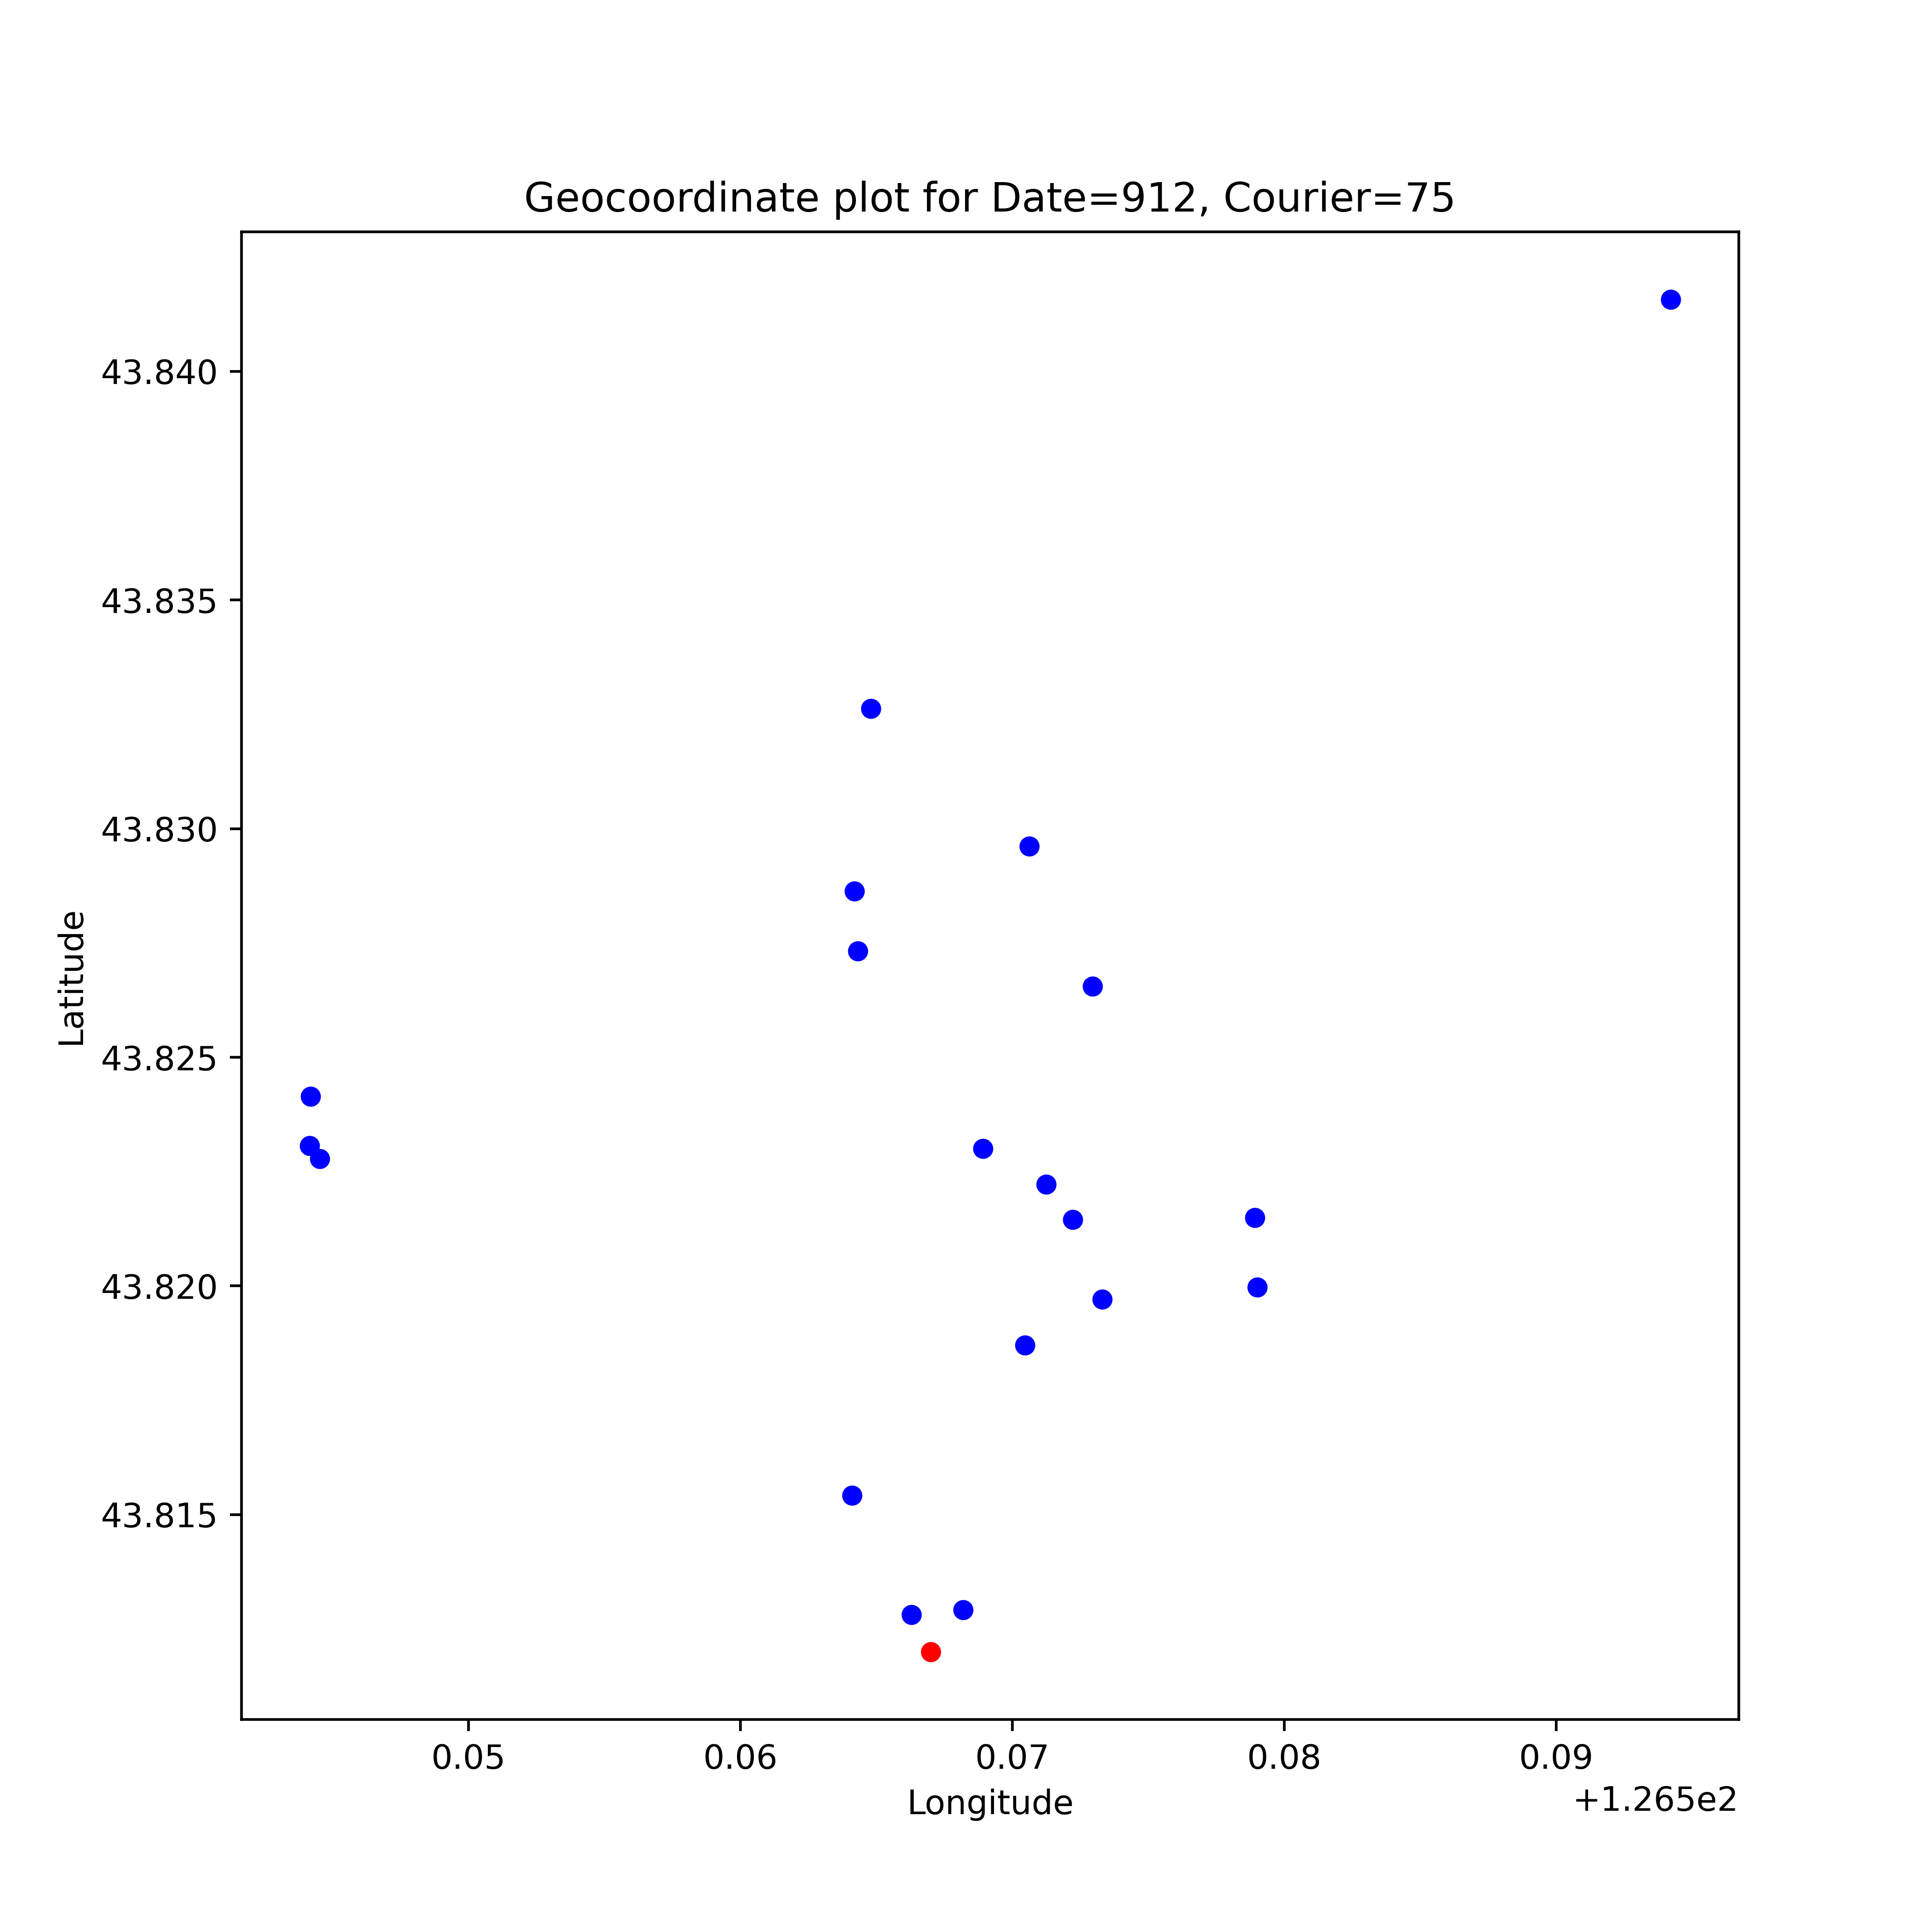 Geocoordinate plot for Date=912, Courier=75
43.840
43.835
43.830
43.825
43.820
43.815
Latitude
0.05 0.06 0.07 0.08 0.09
Longitude
+1.265e2